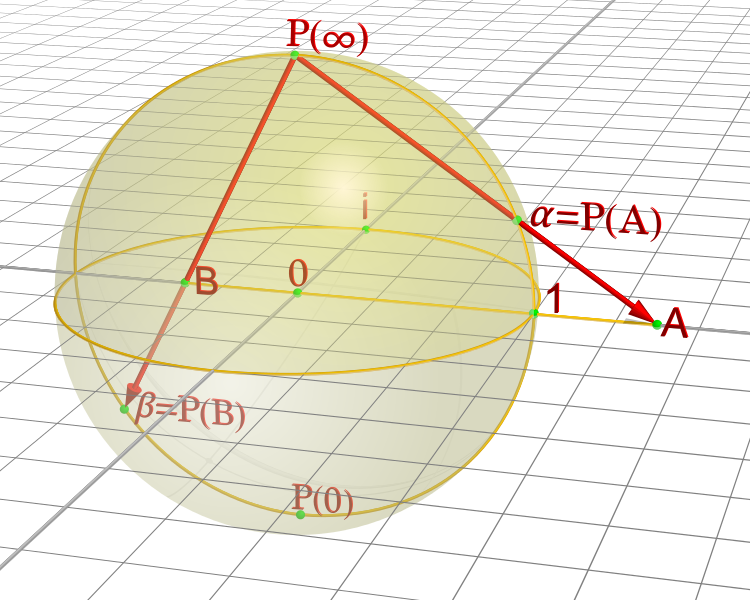 P(∞)
i
α=P(A)
B
0
1
A
β=P(B)
P(0)